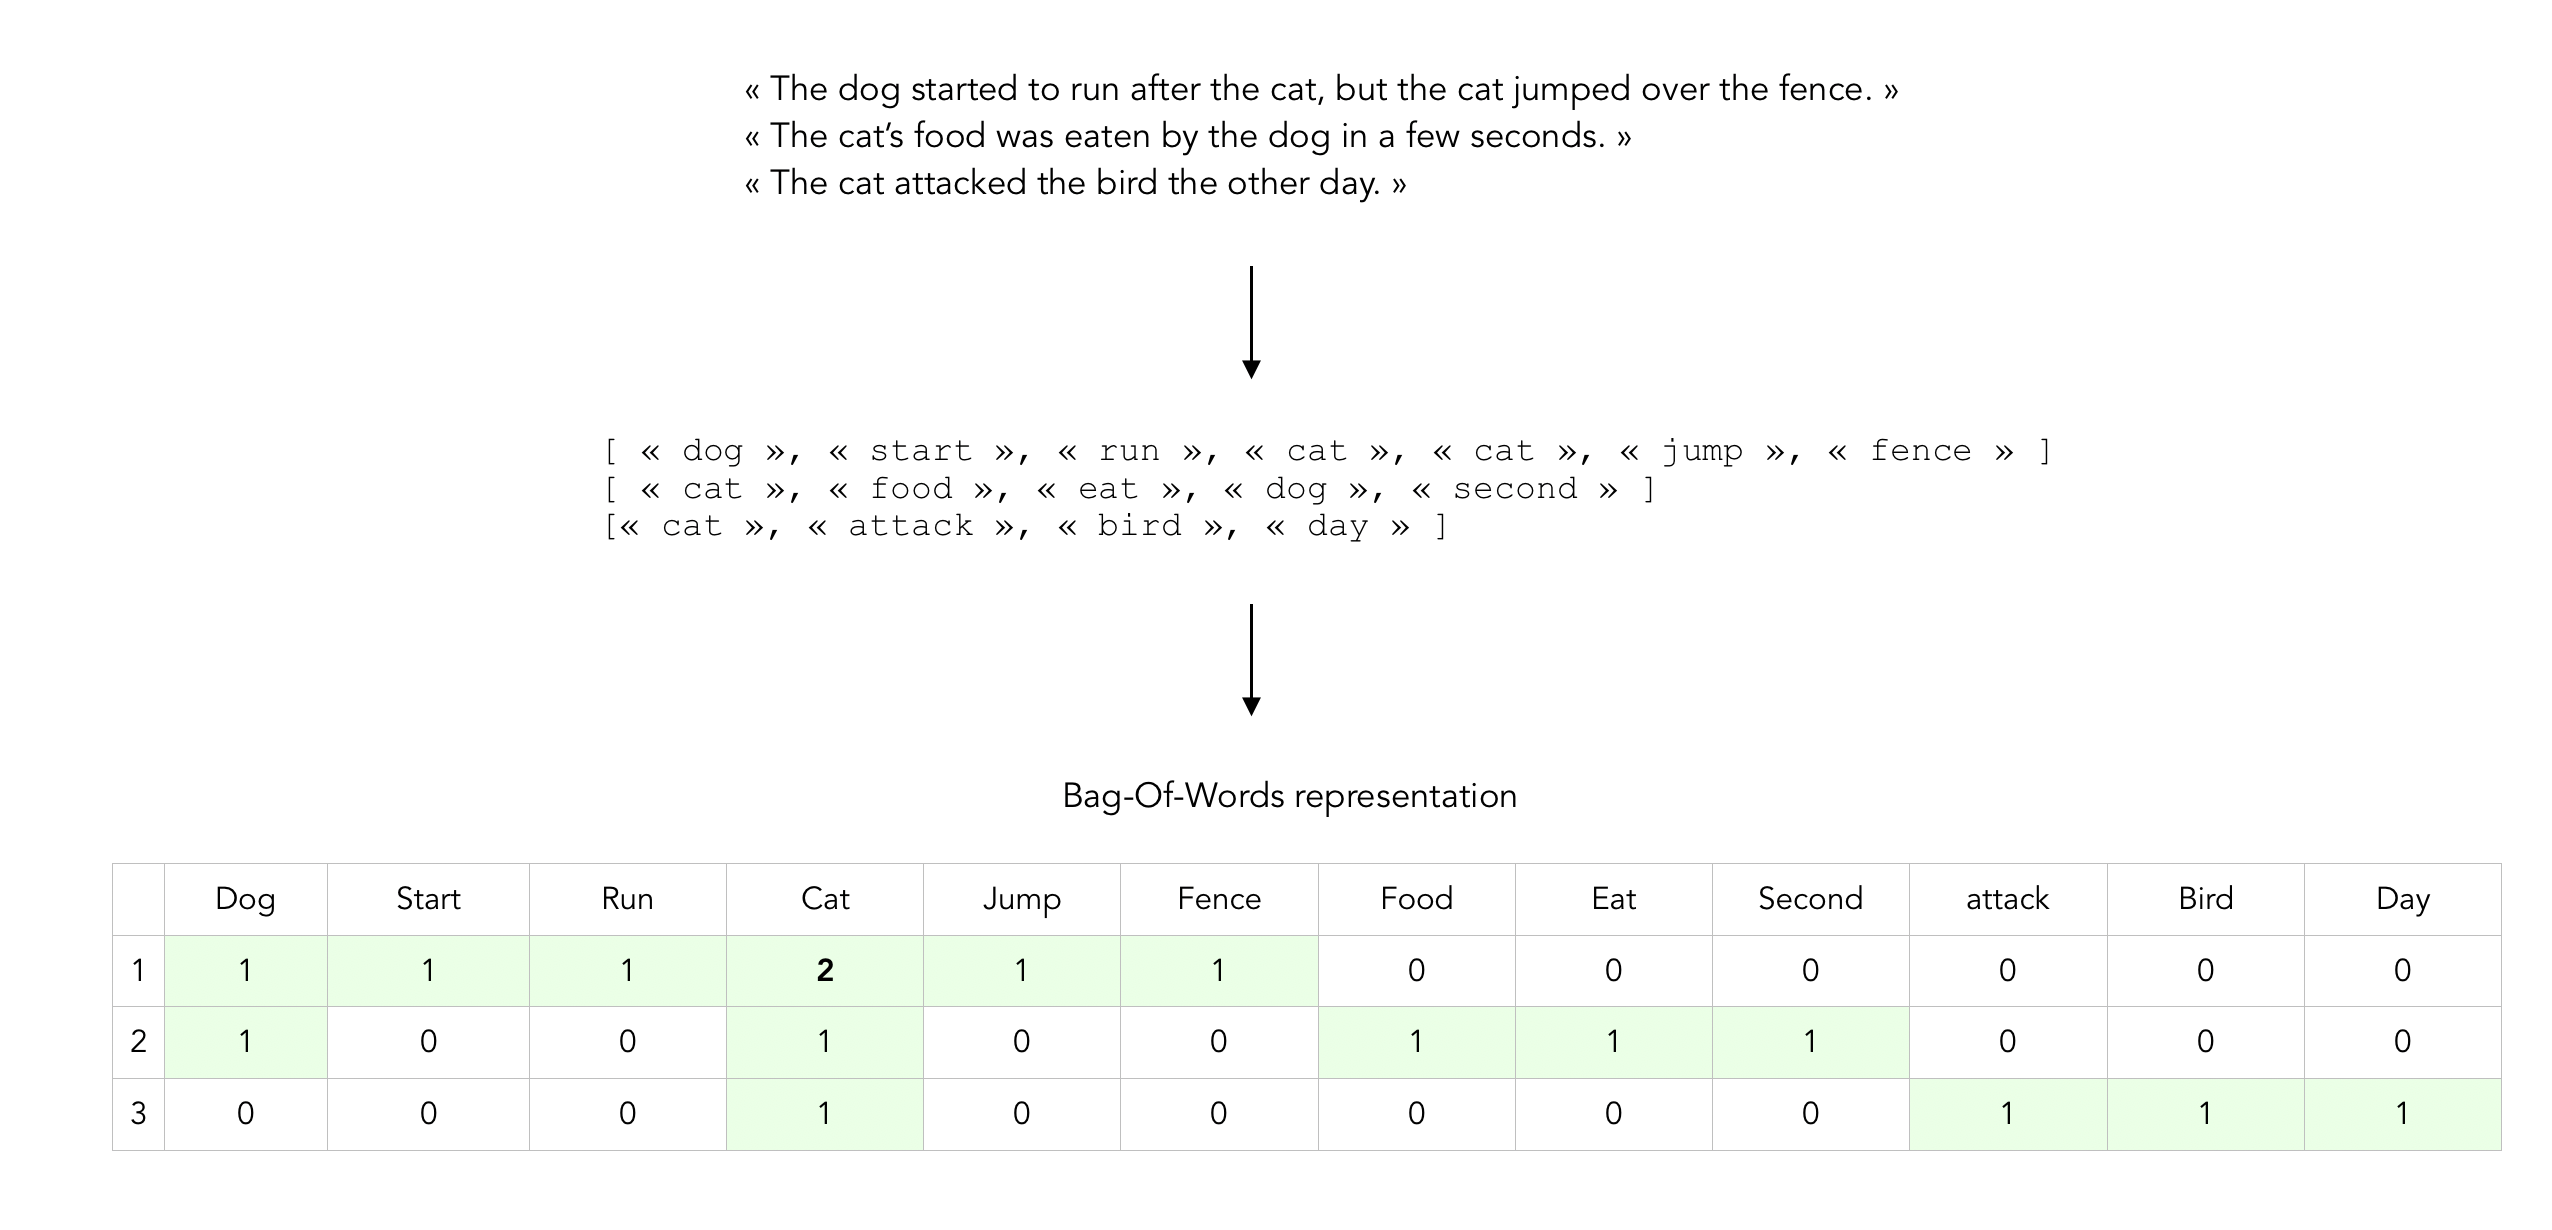 « The dog started to run after the cat, but the cat jumped over the fence. »
« The cat’s food was eaten by the dog in a few seconds. »
« The cat attacked the bird the other day. »
[ « dog », « start », « run », « cat », « cat », « jump », « fence » ]
[ « cat », « food », « eat », « dog », « second » ]
[« cat », « attack », « bird », « day » ]
Bag-Of-Words representation
Dog Start Run Cat Jump Fence Food Eat Second attack Bird Day
1 1 1 1 2 1 1 0 0 0 0 0 0
2 1 0 0 1 0 0 1 1 1 0 0 0
3 0 0 0 1 0 0 0 0 0 1 1 1